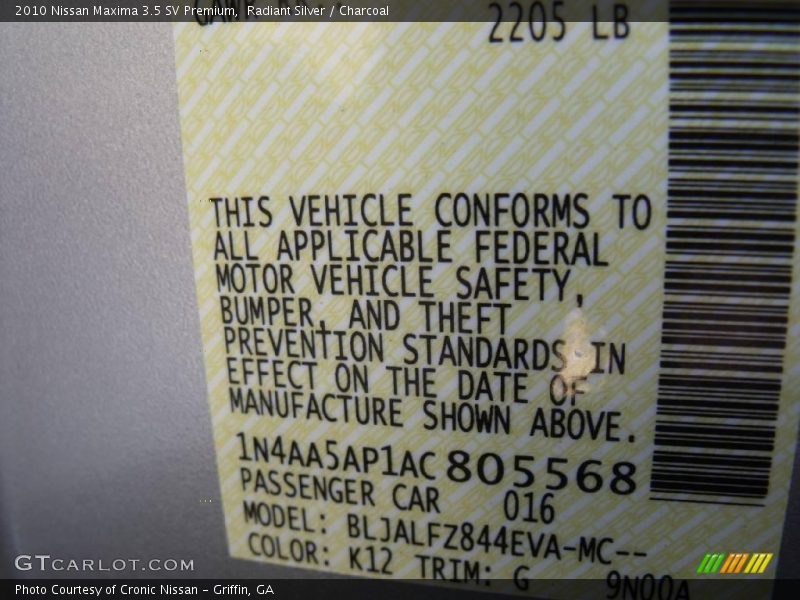 2010 Nissan Maxima 3.5 SV Premium, Radiant Silver / Charcoal
2205 LB
THIS VEHICLE CONFORMS TO
ALL APPLICABLE FEDERAL
MOTOR VEHICLE SAFETY,
BUMPER, AND THEFT
PREVENTION STANDARDS IN
EFFECT ON THE DATE OF
MANUFACTURE SHOWN ABOVE.
1N4AA5AP1AC805568
PASSENGER CAR 016
MODEL: BLJALFZ844EVA-MC--
COLOR: K12 TRIM: G 9N00A
GTCARLOT.COM
Photo Courtesy of Cronic Nissan - Griffin, GA